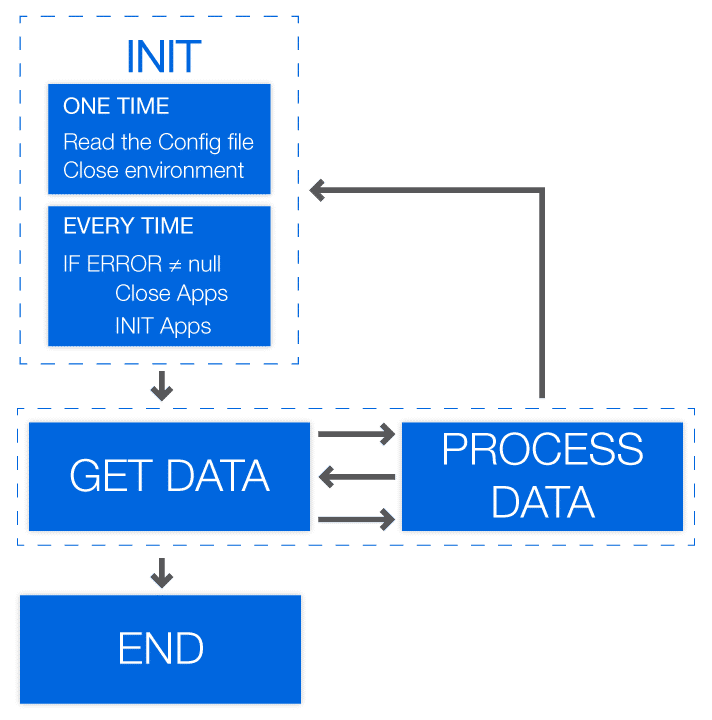 INIT
ONE TIME
Read the Config file
Close environment
EVERY TIME
IF ERROR ≠ null
Close Apps
INIT Apps
GET DATA
PROCESS
DATA
END